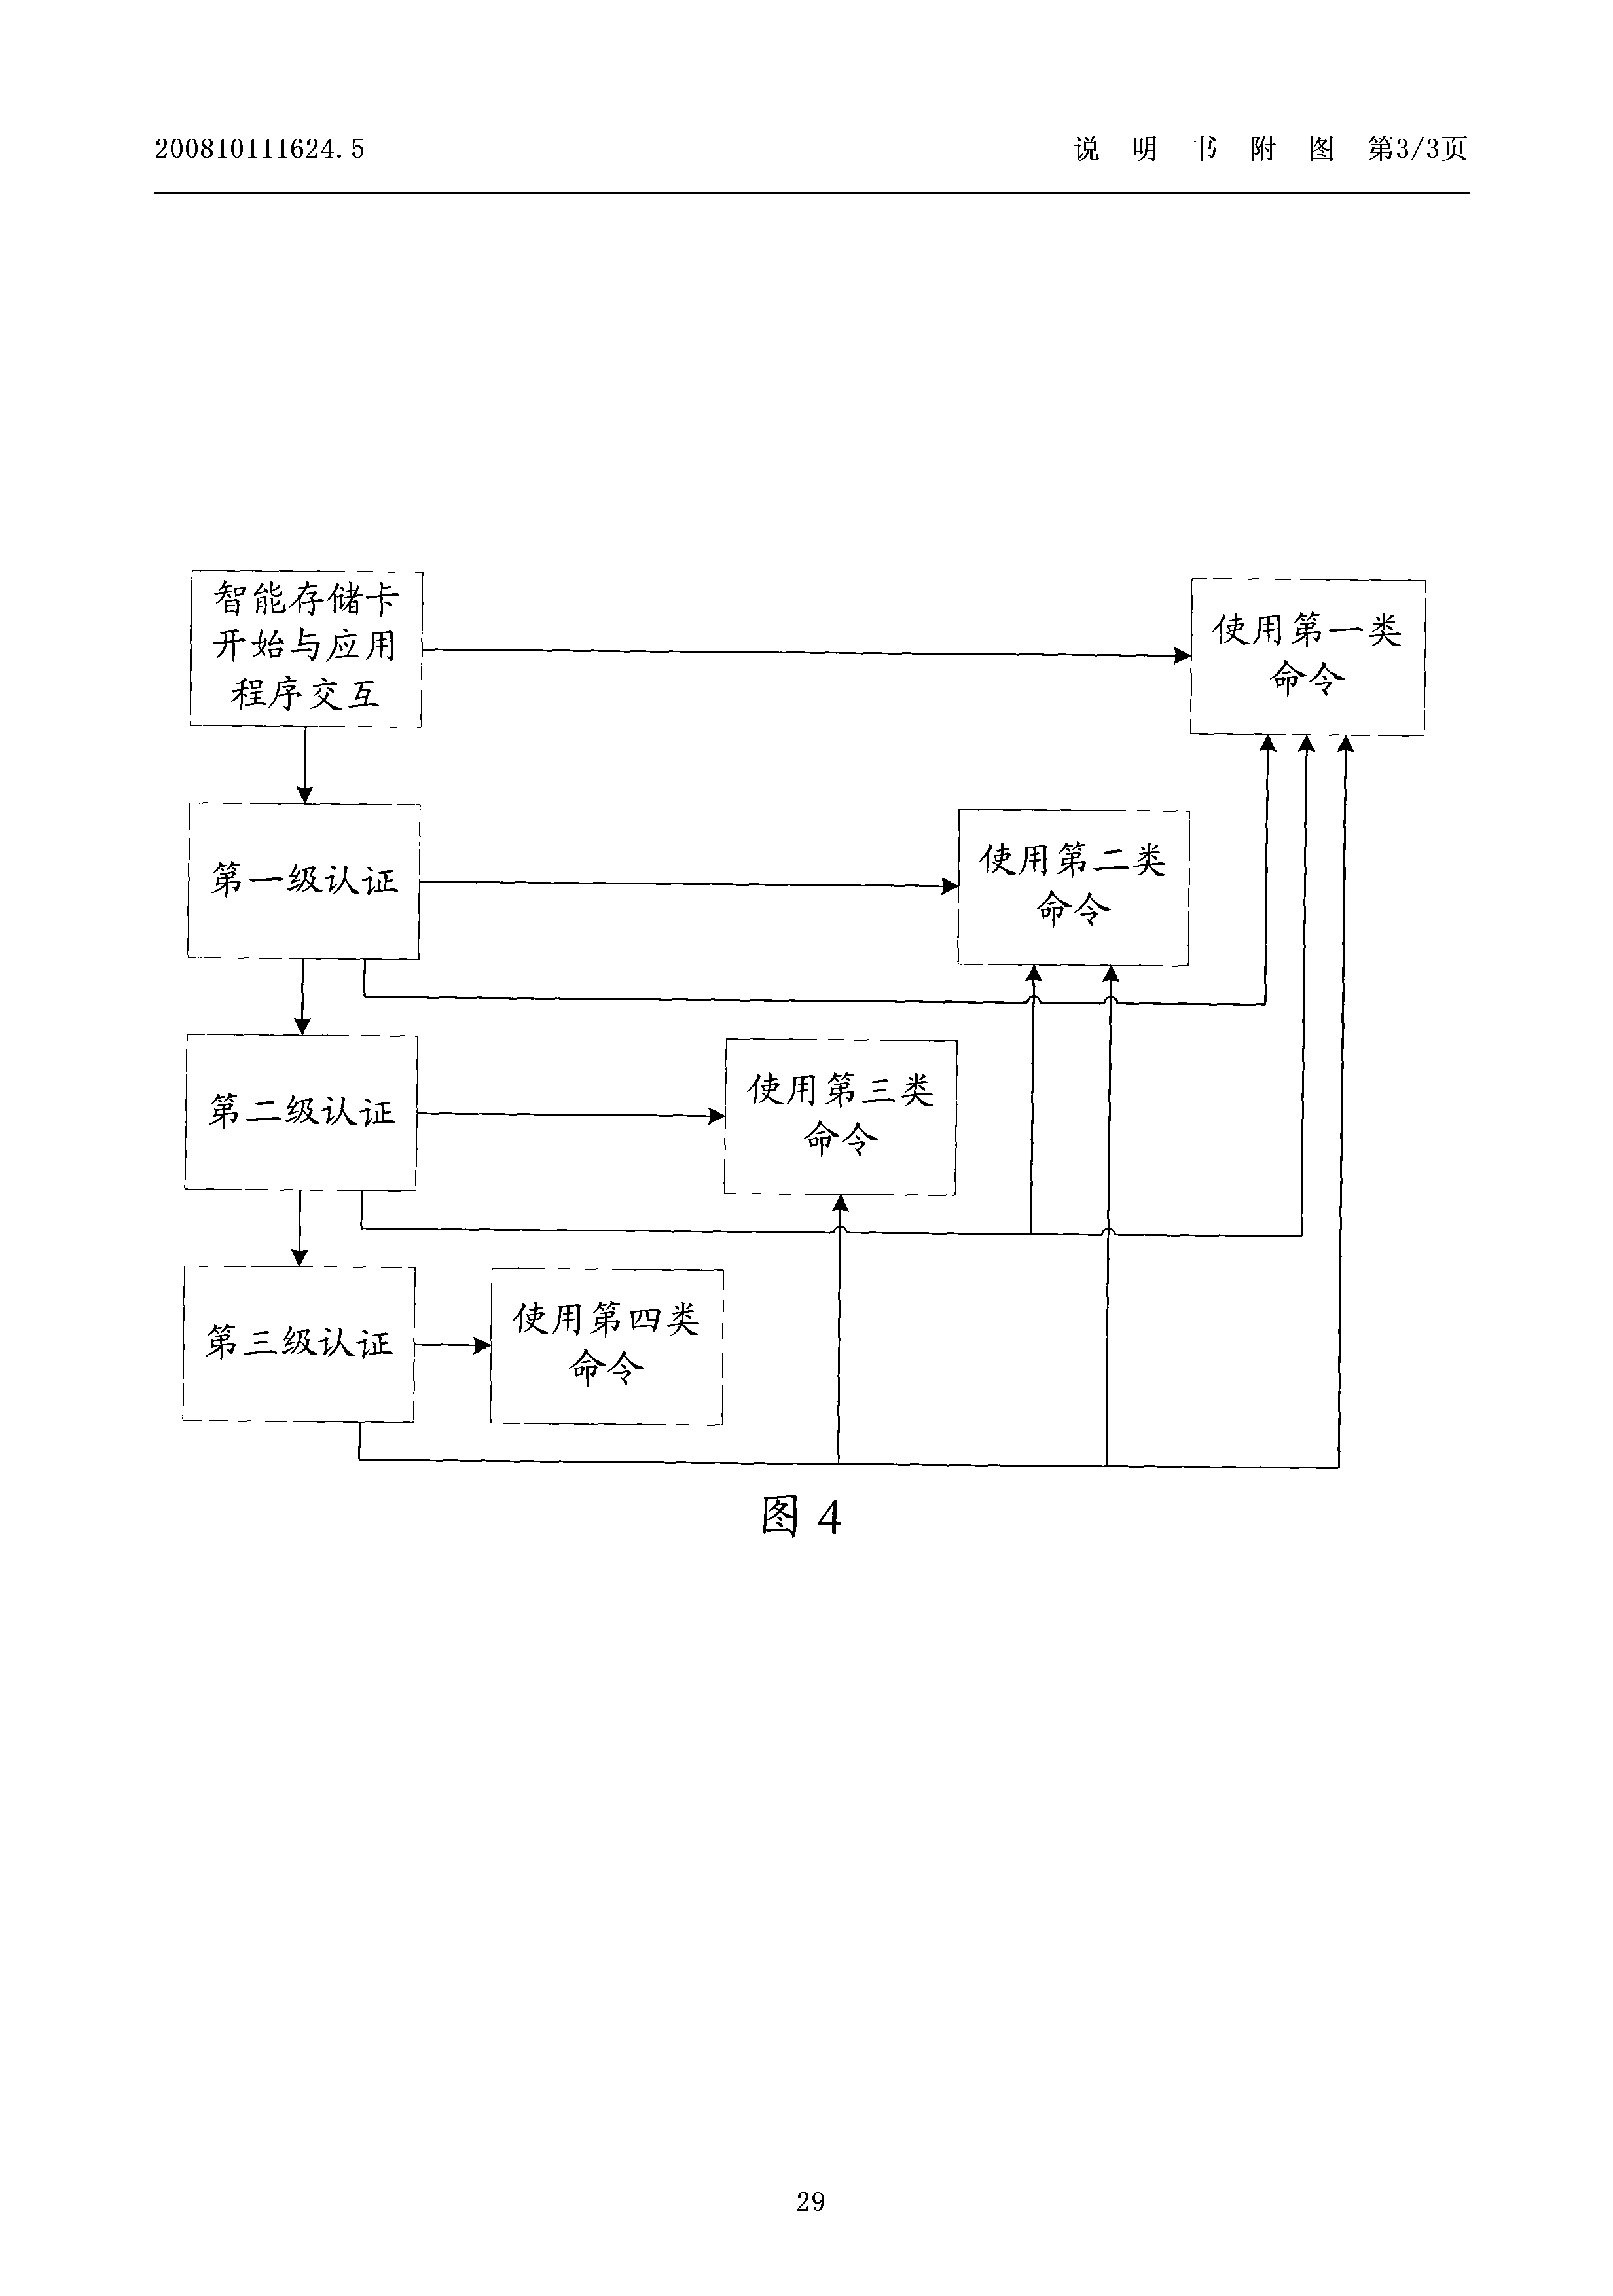 200810111624.5
说 明 书 附 图 第3/3页
智能存储卡
开始与应用
程序交互
使用第一类
命令
第一级认证
使用第二类
命令
第二级认证
使用第三类
命令
第三级认证
使用第四类
命令
图 4
29